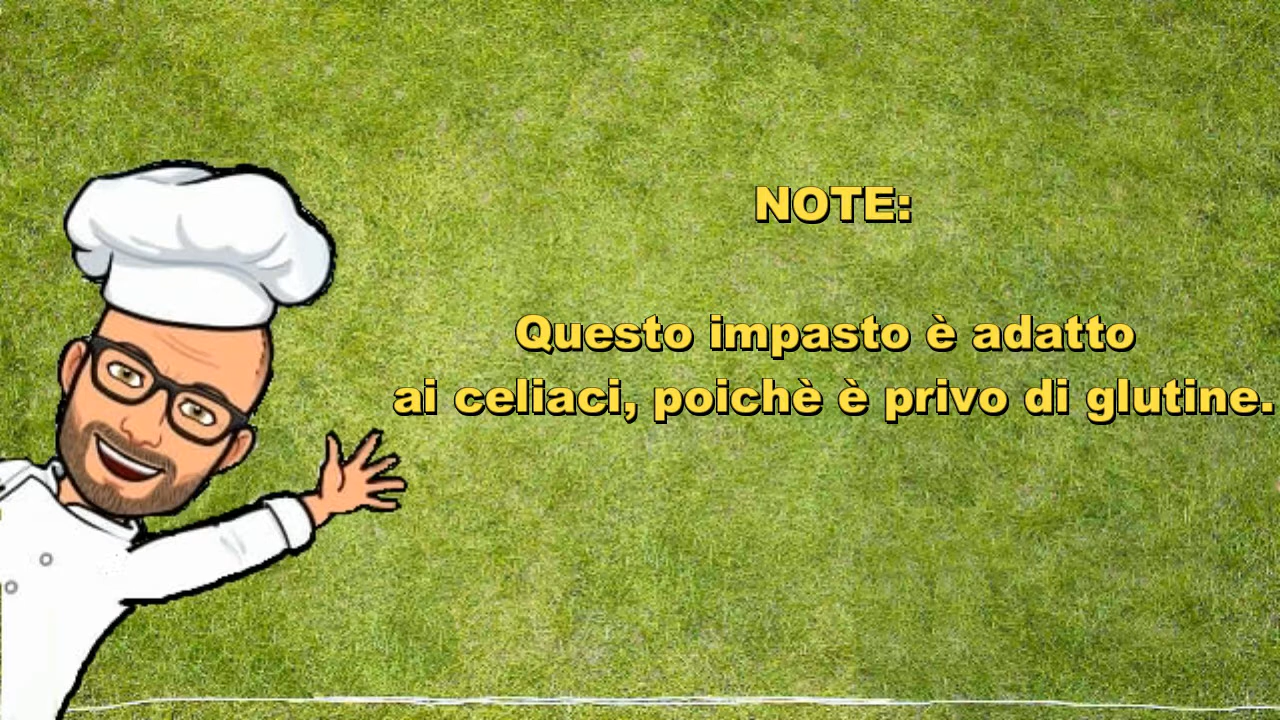 NOTE:
Questo impasto è adatto
ai celiaci, poichè è privo di glutine.